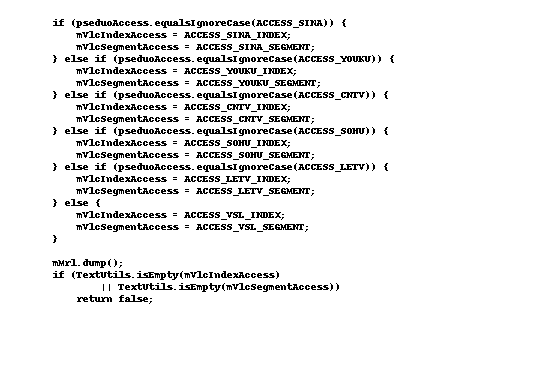 if (pseduoAccess.equalsIgnoreCase(ACCESS_SINA)) {
    mVlcIndexAccess = ACCESS_SINA_INDEX;
    mVlcSegmentAccess = ACCESS_SINA_SEGMENT;
} else if (pseduoAccess.equalsIgnoreCase(ACCESS_YOUKU)) {
    mVlcIndexAccess = ACCESS_YOUKU_INDEX;
    mVlcSegmentAccess = ACCESS_YOUKU_SEGMENT;
} else if (pseduoAccess.equalsIgnoreCase(ACCESS_CNTV)) {
    mVlcIndexAccess = ACCESS_CNTV_INDEX;
    mVlcSegmentAccess = ACCESS_CNTV_SEGMENT;
} else if (pseduoAccess.equalsIgnoreCase(ACCESS_SOHU)) {
    mVlcIndexAccess = ACCESS_SOHU_INDEX;
    mVlcSegmentAccess = ACCESS_SOHU_SEGMENT;
} else if (pseduoAccess.equalsIgnoreCase(ACCESS_LETV)) {
    mVlcIndexAccess = ACCESS_LETV_INDEX;
    mVlcSegmentAccess = ACCESS_LETV_SEGMENT;
} else {
    mVlcIndexAccess = ACCESS_VSL_INDEX;
    mVlcSegmentAccess = ACCESS_VSL_SEGMENT;
}

mMrl.dump();
if (TextUtils.isEmpty(mVlcIndexAccess)
        || TextUtils.isEmpty(mVlcSegmentAccess))
    return false;